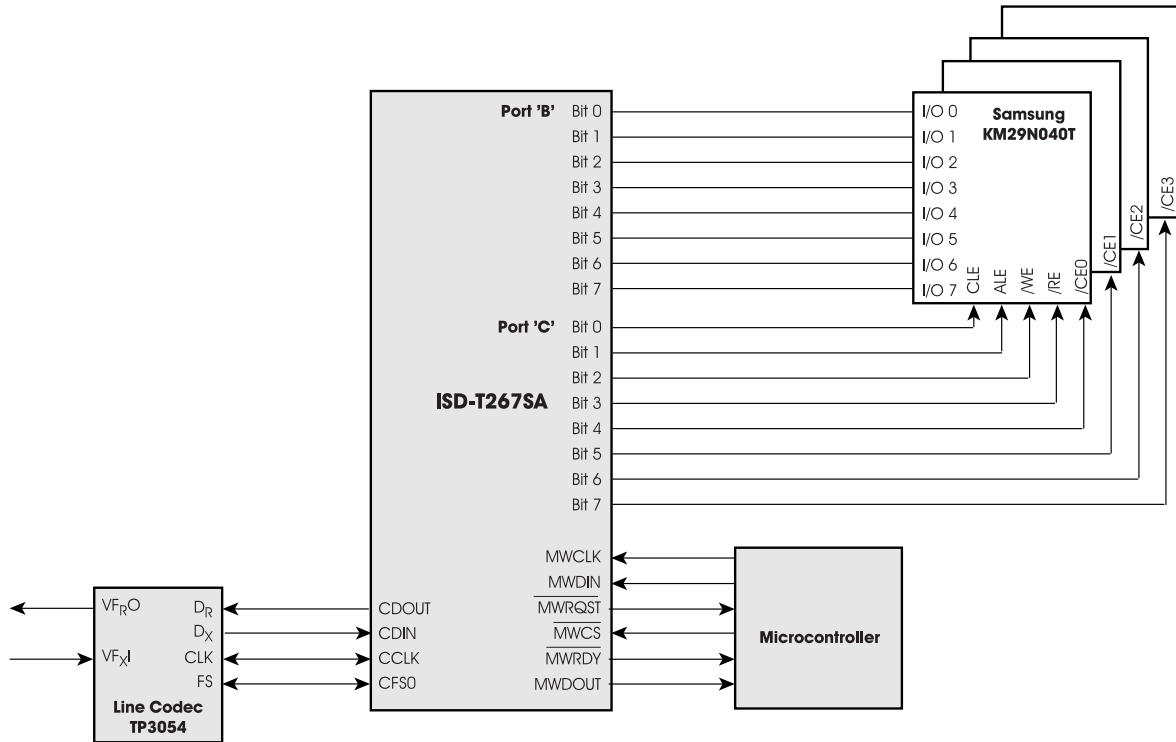 Port 'B' Bit 0
Bit 1
Bit 2
Bit 3
Bit 4
Bit 5
Bit 6
Bit 7
Port 'C' Bit 0
Bit 1
Bit 2
ISD-T267SA Bit 3
Bit 4
Bit 5
Bit 6
Bit 7
MWCLK
MWDIN
MWRQST
MWCS
MWRDY
MWDOUT
CDOUT
CDIN
CCLK
CFS0
I/O 0
I/O 1
I/O 2
I/O 3
I/O 4
I/O 5
I/O 6
I/O 7
Samsung
KM29N040T
CLE
ALE
/WE
/RE
/CE0
/CE1
/CE2
/CE3
Microcontroller
VFRO
VFXI
DR
DX
CLK
FS
Line Codec
TP3054